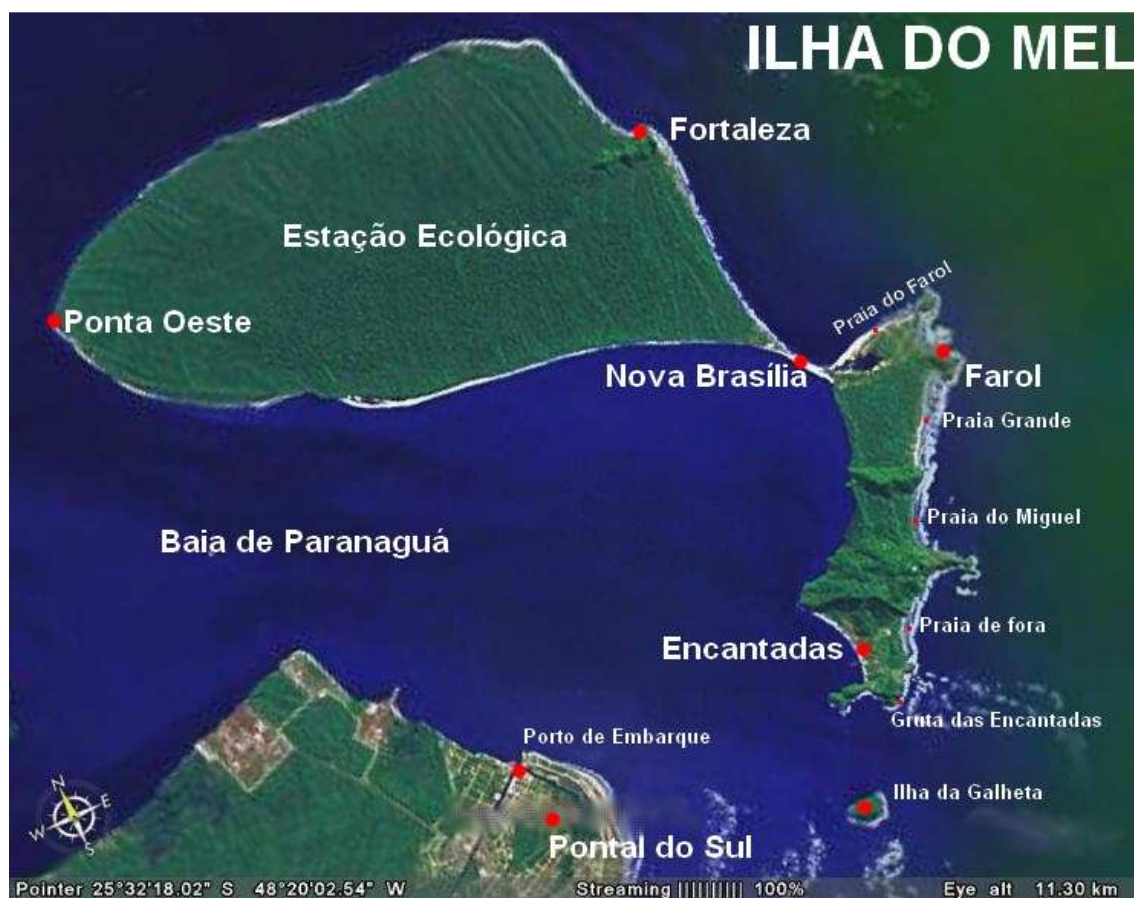 ILHA DO MEL
Fortaleza
Estação Ecológica
Praia do Farol
Ponta Oeste
Nova Brasília
Farol
Praia Grande
Praia do Miguel
Baia de Paranaguá
Praia de fora
Encantadas
Gruta das Encantadas
Porto de Embarque
Ilha da Galheta
N
E
W
S
Pontal do Sul
Pointer 25°32'18.02" S 48°20'02.54" W Streaming |||||||||| 100% Eye alt 11.30 km